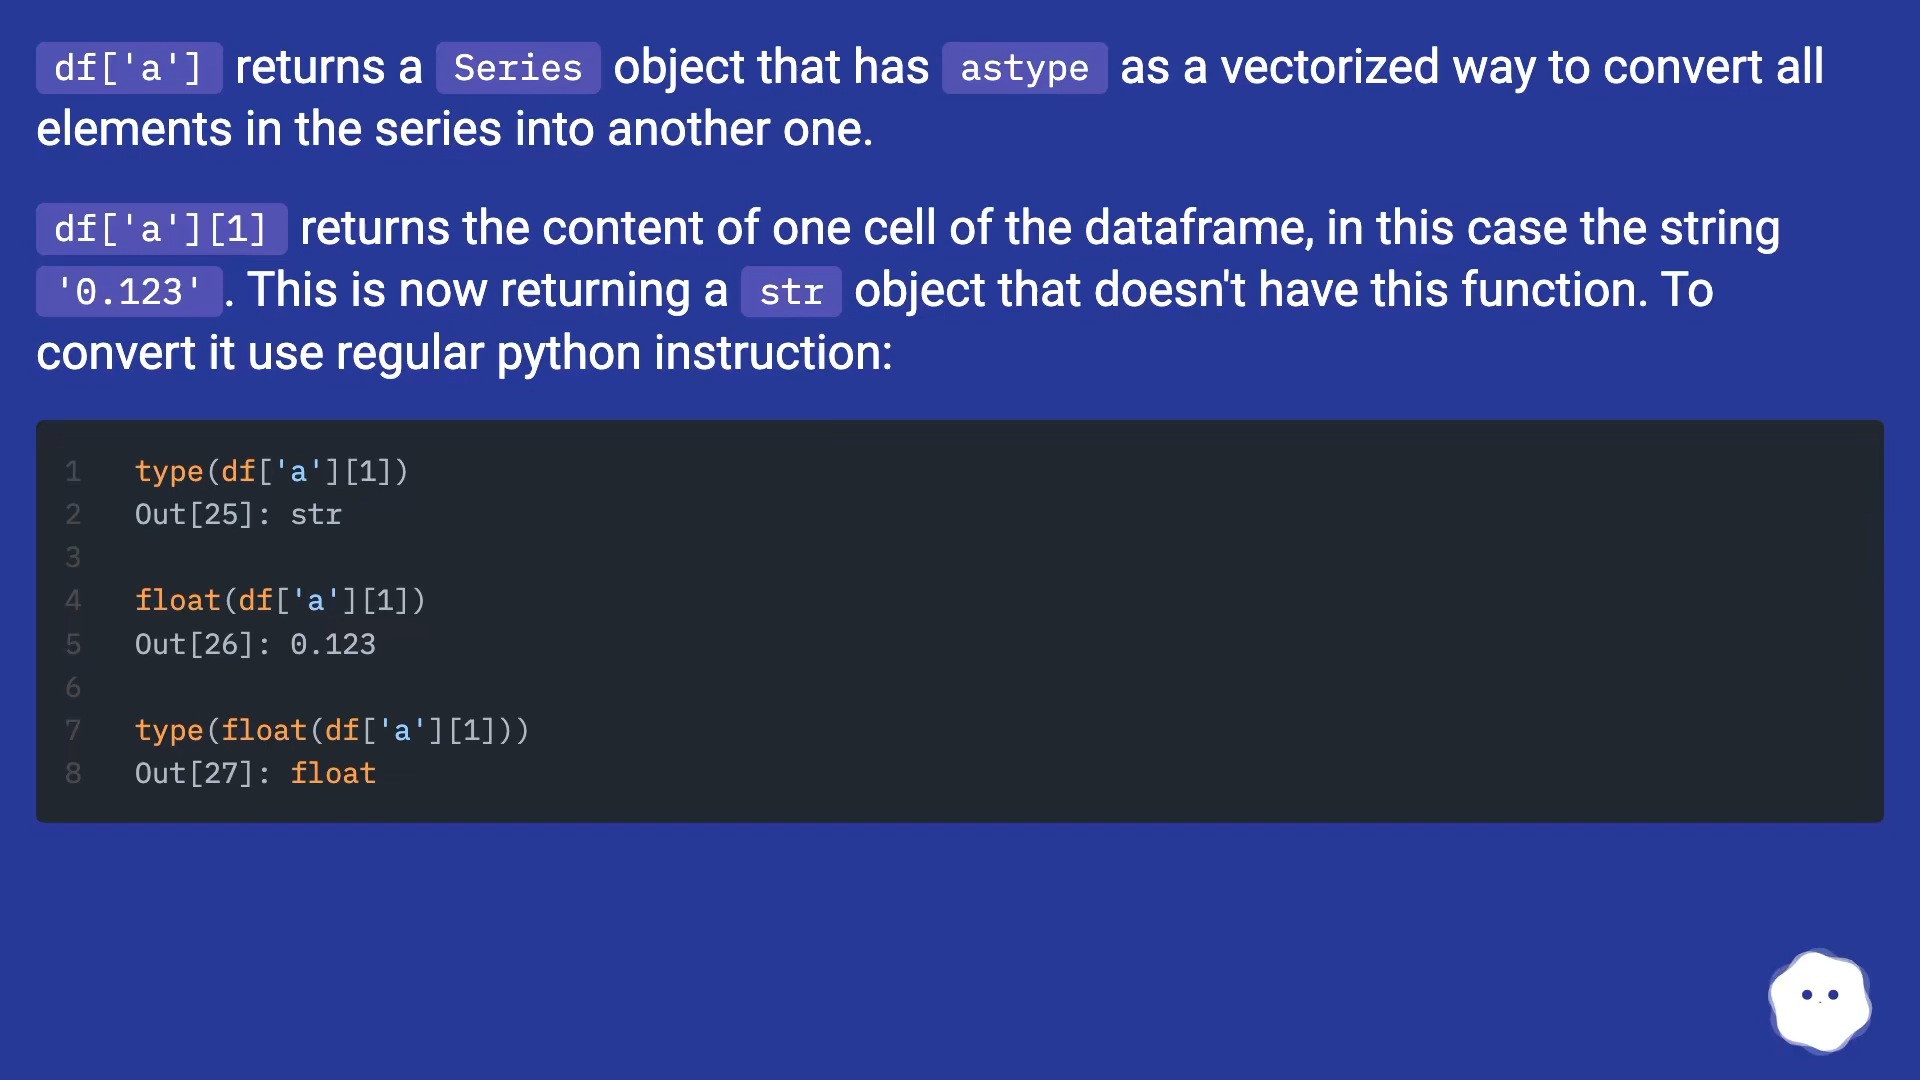 df['a'] returns a Series object that has astype as a vectorized way to convert all
elements in the series into another one.
df['a'][1] returns the content of one cell of the dataframe, in this case the string
'0.123'. This is now returning a str object that doesn't have this function. To
convert it use regular python instruction:
1 type(df['a'][1])
2 Out[25]: str
3
4 float(df['a'][1])
5 Out[26]: 0.123
6
7 type(float(df['a'][1]))
8 Out[27]: float